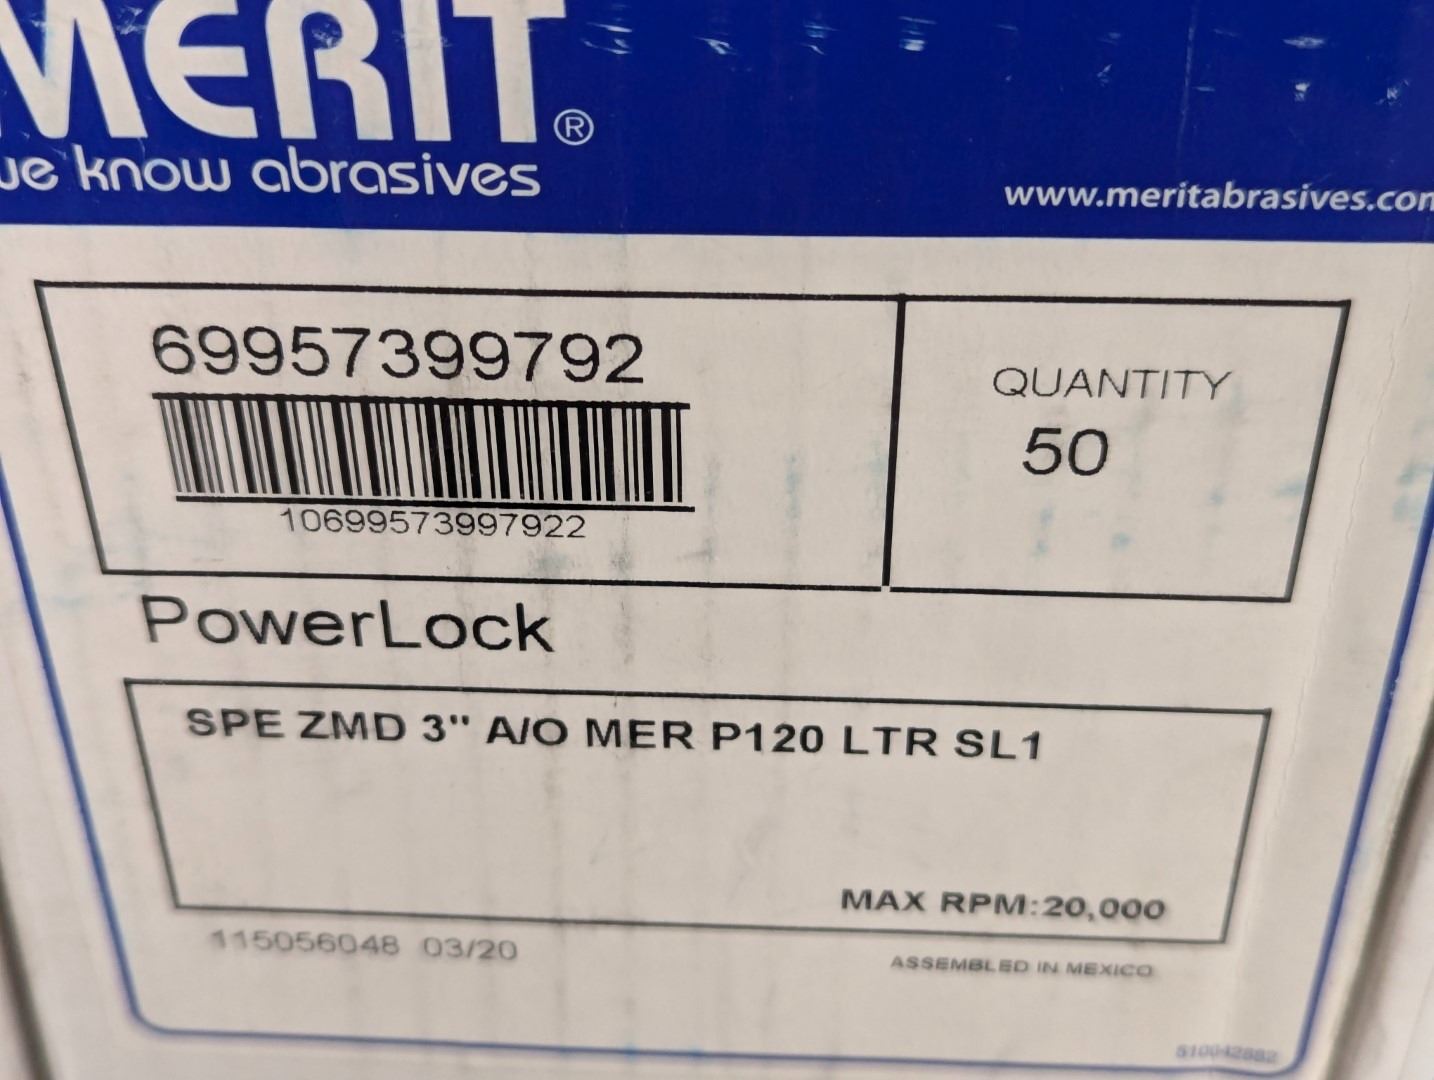 MERIT®
we know abrasives
www.meritabrasives.com
69957399792
10699573997922
QUANTITY
50
PowerLock
SPE ZMD 3" A/O MER P120 LTR SL1
MAX RPM:20,000
115056048 03/20
ASSEMBLED IN MEXICO